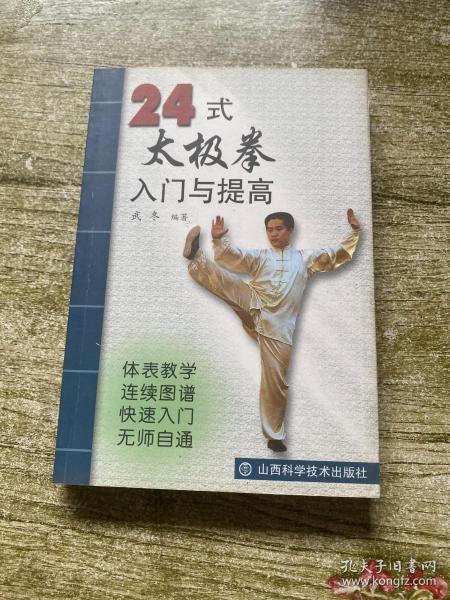 24式
太极拳
入门与提高
武冬 编著
体表教学
连续图谱
快速入门
无师自通
山西科学技术出版社
孔夫子旧书网
www.kongfz.com